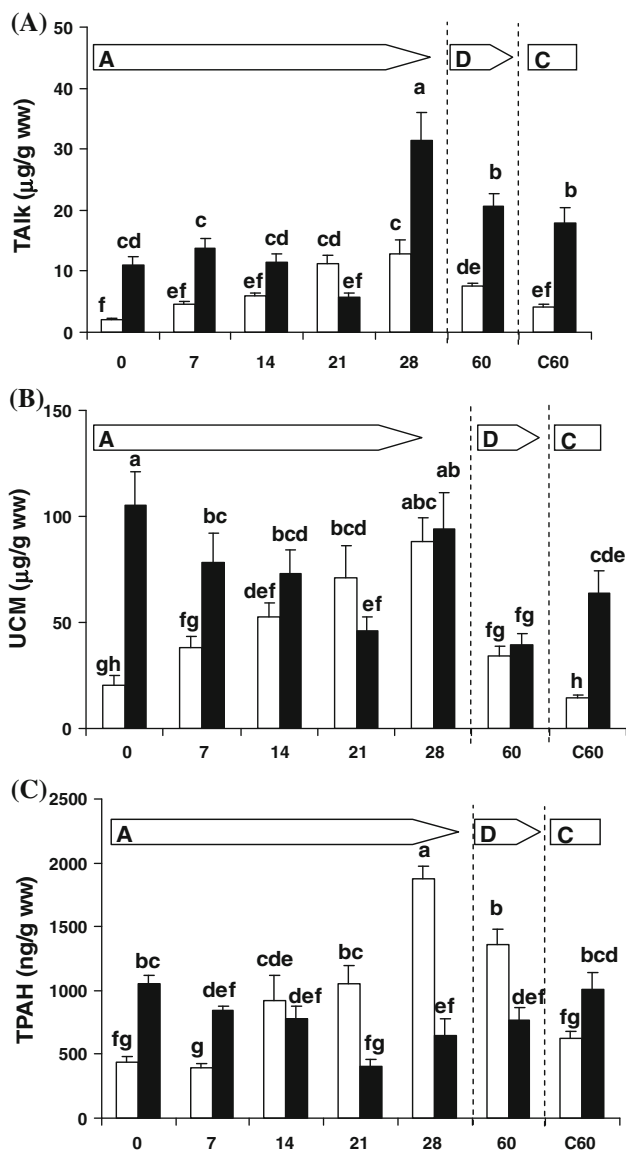 (A)
50
40
30
20
10
0
TAlk (µg/g ww)
A
D
C
f
cd
ef
c
ef
cd
cd
ef
c
a
de
b
ef
b
0 7 14 21 28 60 C60
(B)
150
100
50
0
UCM (µg/g ww)
A
D
C
gh
a
fg
bc
def
bcd
bcd
ef
abc
ab
fg
fg
h
cde
0 7 14 21 28 60 C60
(C)
2500
2000
1500
1000
500
0
TPAH (ng/g ww)
A
D
C
fg
bc
g
def
cde
def
bc
fg
a
ef
b
def
fg
bcd
0 7 14 21 28 60 C60